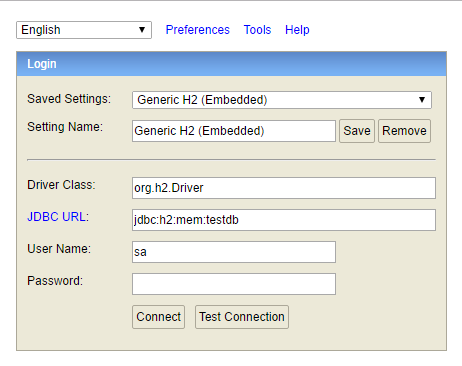 English Preferences Tools Help
Login
Saved Settings: Generic H2 (Embedded)
Setting Name: Generic H2 (Embedded) Save Remove
Driver Class: org.h2.Driver
JDBC URL: jdbc:h2:mem:testdb
User Name: sa
Password:
Connect Test Connection